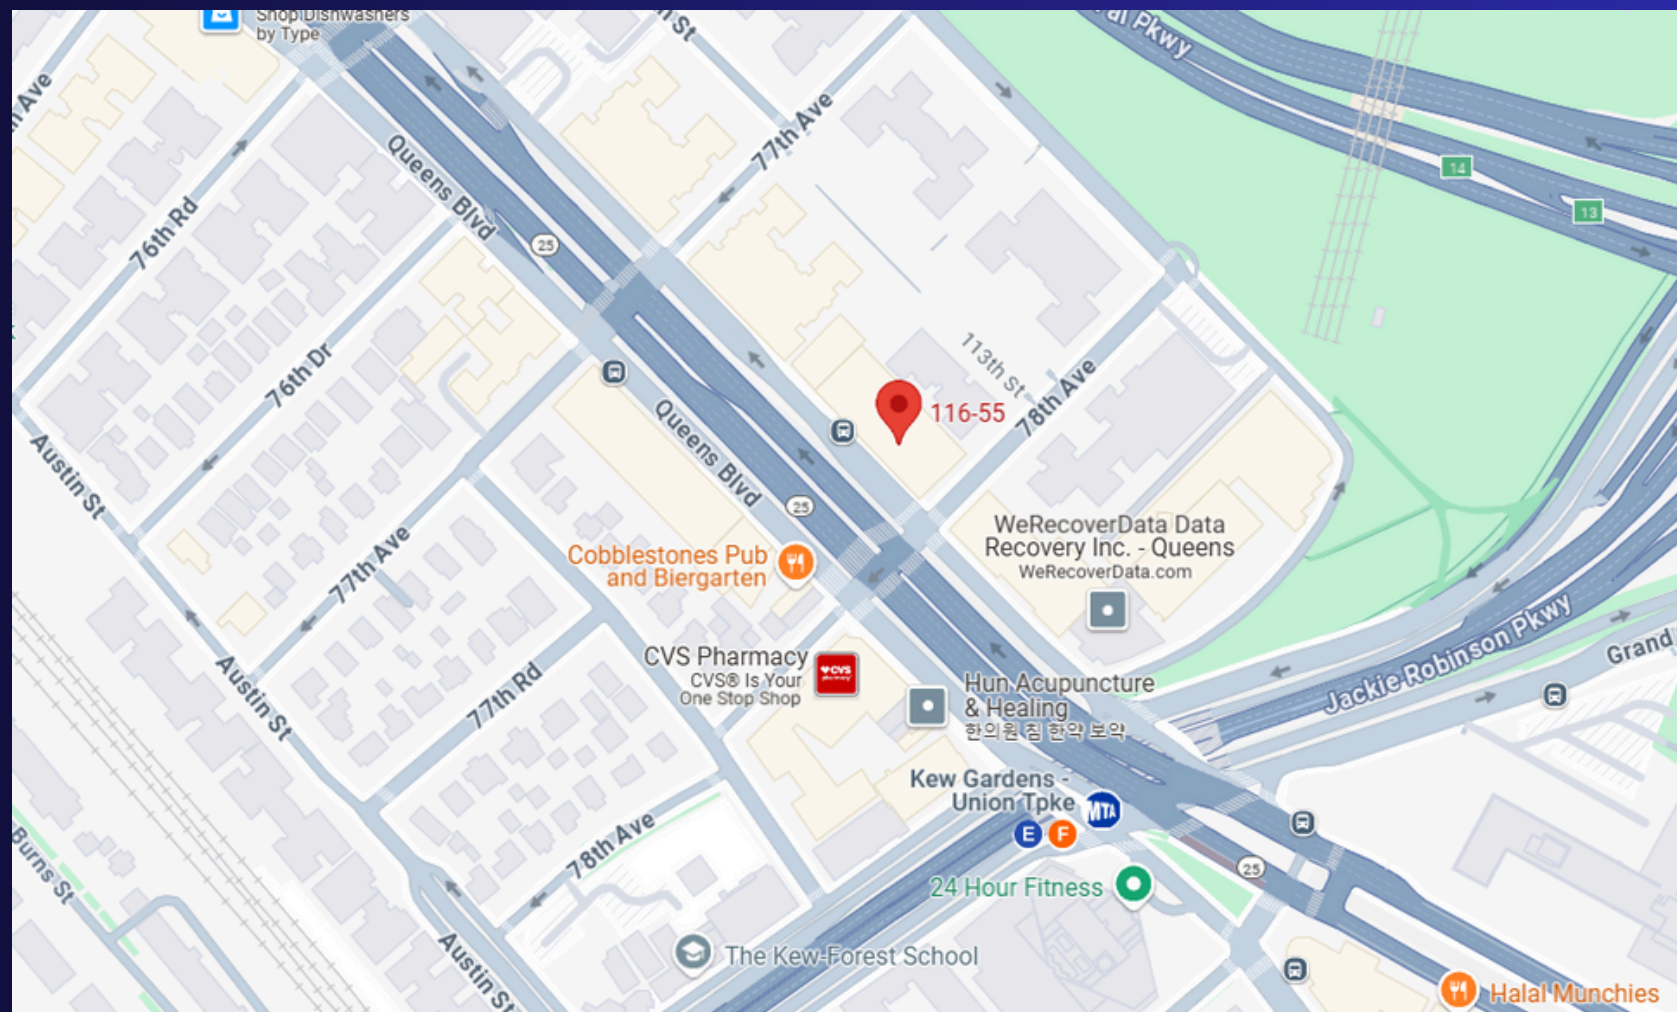 Shop Dishwashers
by Type
Pkwy
St
77th Ave
Queens Blvd
25
14
13
76th Rd
76th Dr
113th St
78th Ave
116-55
Queens Blvd
25
Austin St
77th Ave
Cobblestones Pub
and Biergarten
WeRecoverData Data
Recovery Inc. - Queens
WeRecoverData.com
CVS Pharmacy
CVS® Is Your
One Stop Shop
CVS
pharmacy
Austin St
77th Rd
Hun Acupuncture
& Healing
한의원 침 한약 보약
Jackie Robinson Pkwy
Grand
Kew Gardens -
Union Tpke
MTA
E F
78th Ave
25
24 Hour Fitness
Burns St
Austin St
The Kew-Forest School
Halal Munchies